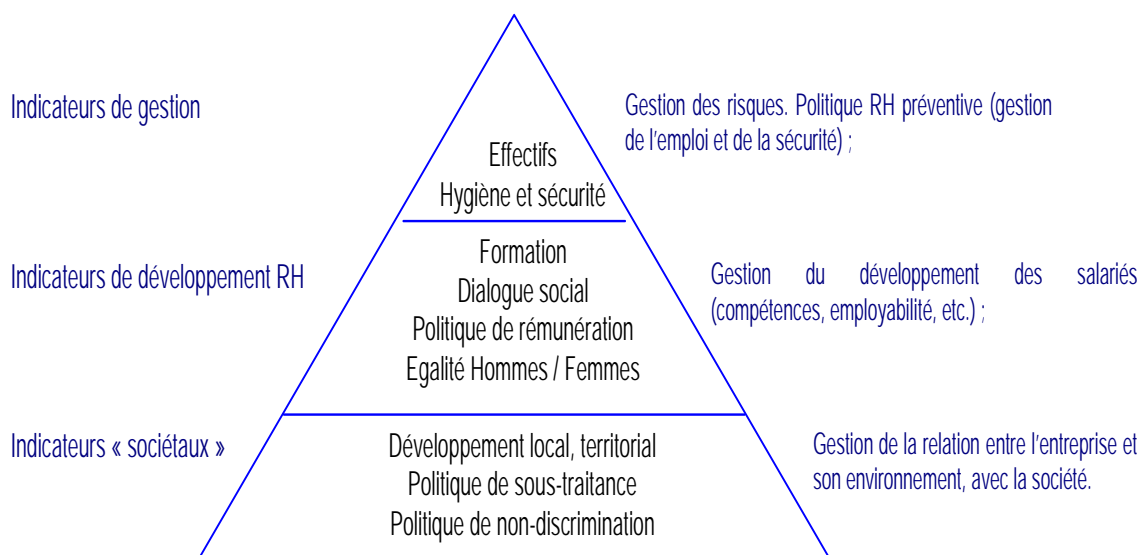 Indicateurs de gestion
Gestion des risques. Politique RH préventive (gestion
de l'emploi et de la sécurité) ;
Effectifs
Hygiène et sécurité
Indicateurs de développement RH
Formation
Dialogue social
Politique de rémunération
Egalité Hommes / Femmes
Gestion du développement des salariés
(compétences, employabilité, etc.) ;
Indicateurs « sociétaux »
Développement local, territorial
Politique de sous-traitance
Politique de non-discrimination
Gestion de la relation entre l'entreprise et
son environnement, avec la société.